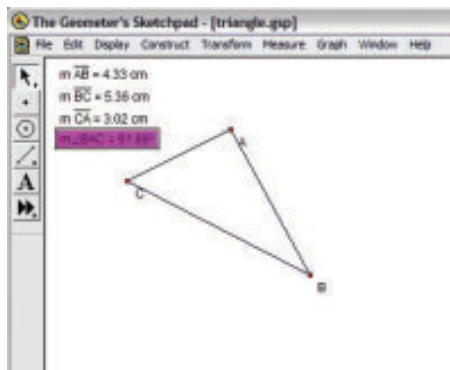 The Geometer's Sketchpad - [triangle.gsp]
File Edit Display Construct Transform Measure Graph Window Help
m AB = 4.33 cm
m BC = 5.36 cm
m CA = 3.02 cm
m∠BAC =
A
A
C
B